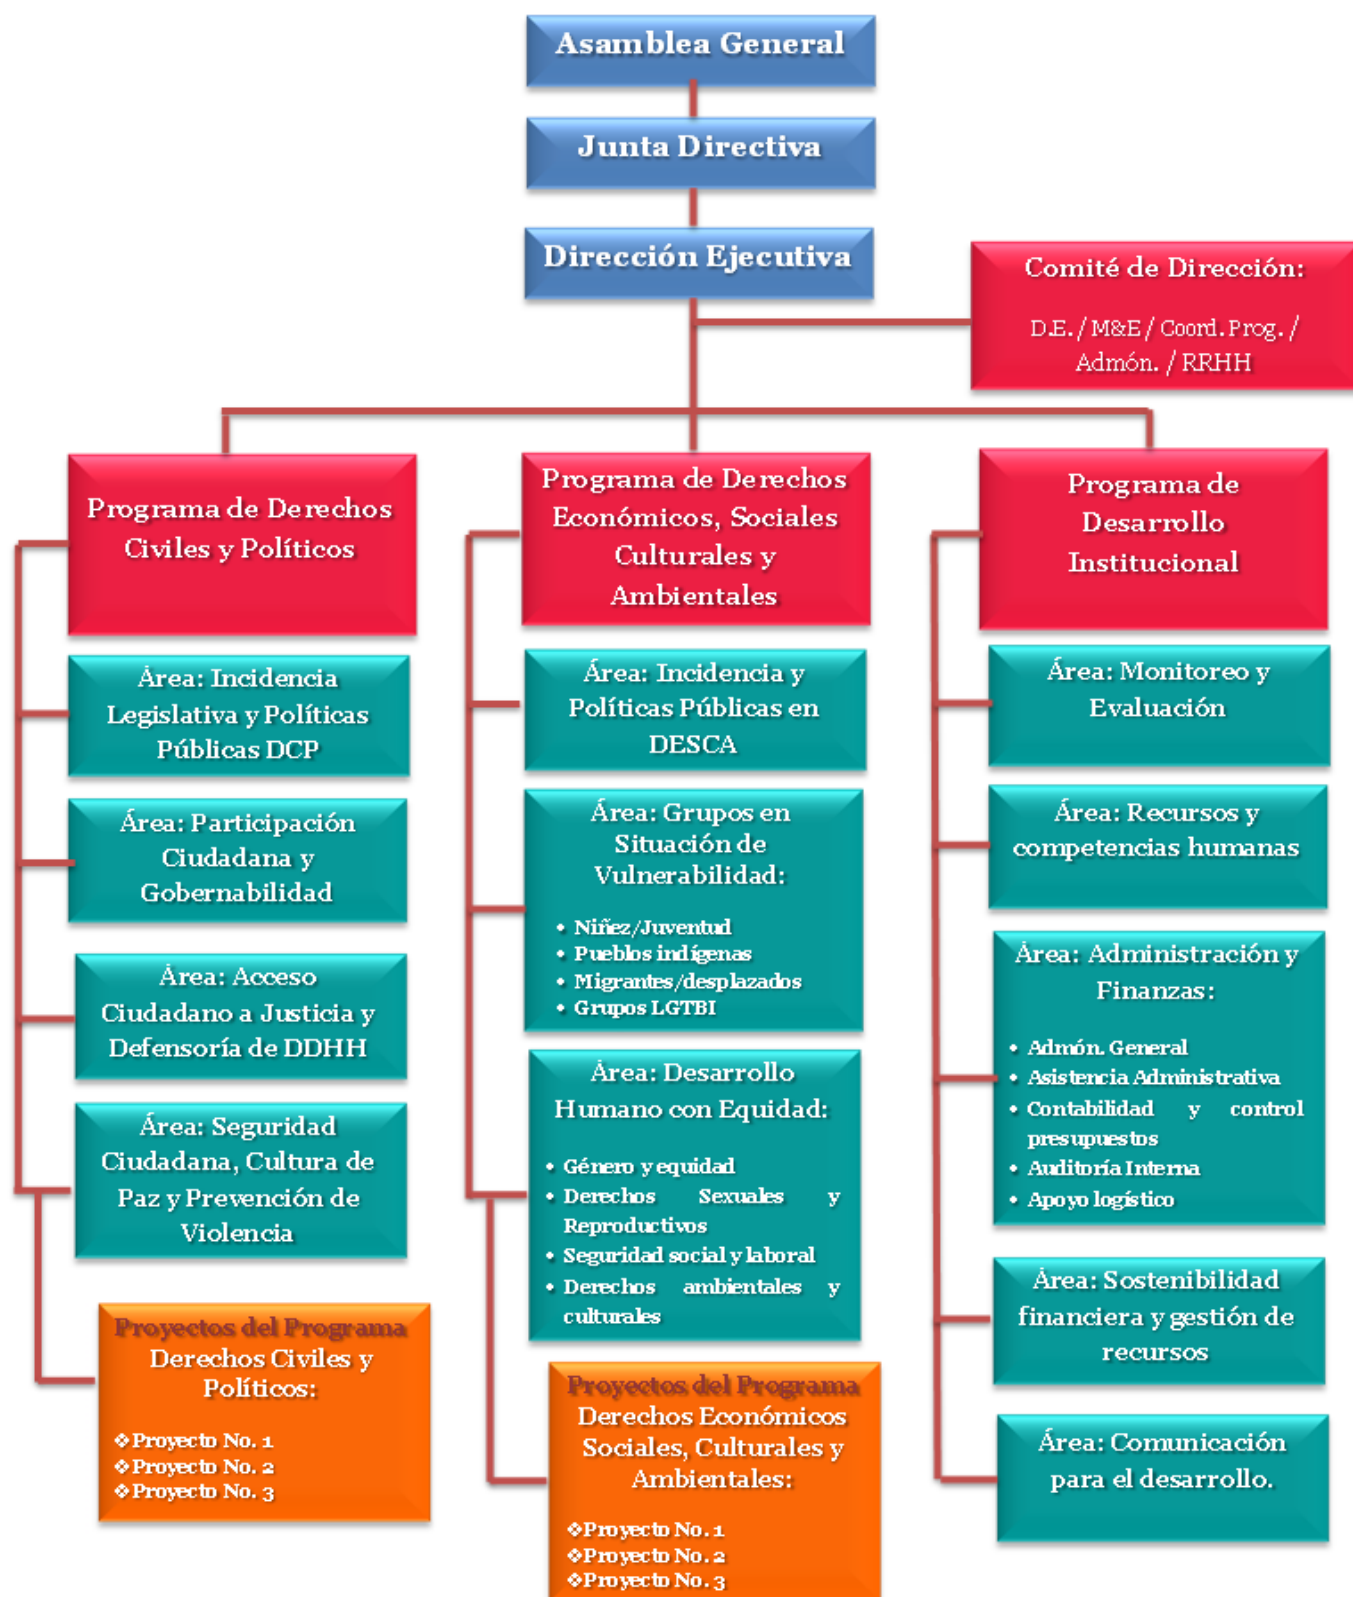 Asamblea General
Junta Directiva
Dirección Ejecutiva
Comité de Dirección:
D.E./ M&E / Coord. Prog. /
Admón. / RRHH
Programa de Derechos
Civiles y Políticos
Área: Incidencia
Legislativa y Políticas
Públicas DCP
Área: Participación
Ciudadana y
Gobernabilidad
Área: Acceso
Ciudadano a Justicia y
Defensoría de DDHH
Área: Seguridad
Ciudadana, Cultura de
Paz y Prevención de
Violencia
Proyectos del Programa
Derechos Civiles y
Políticos:
❖Proyecto No. 1
❖Proyecto No. 2
❖Proyecto No. 3
Programa de Derechos
Económicos, Sociales
Culturales y
Ambientales
Área: Incidencia y
Políticas Públicas en
DESCA
Área: Grupos en
Situación de
Vulnerabilidad:
• Niñez/Juventud
• Pueblos indígenas
• Migrantes/desplazados
• Grupos LGTBI
Área: Desarrollo
Humano con Equidad:
• Género y equidad
• Derechos Sexuales y
Reproductivos
• Seguridad social y laboral
• Derechos ambientales y
culturales
Proyectos del Programa
Derechos Económicos
Sociales, Culturales y
Ambientales:
❖Proyecto No. 1
❖Proyecto No. 2
❖Proyecto No. 3
Programa de
Desarrollo
Institucional
Área: Monitoreo y
Evaluación
Área: Recursos y
competencias humanas
Área: Administración y
Finanzas:
• Admón. General
• Asistencia Administrativa
• Contabilidad y control
presupuestos
• Auditoría Interna
• Apoyo logístico
Área: Sostenibilidad
financiera y gestión de
recursos
Área: Comunicación
para el desarrollo.